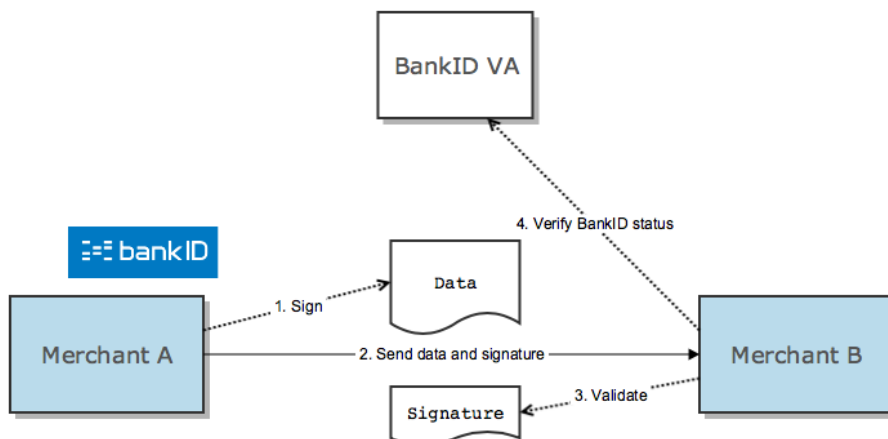 BankID VA
4. Verify BankID status
bankID
Data
1. Sign
Merchant A
2. Send data and signature
Merchant B
3. Validate
Signature